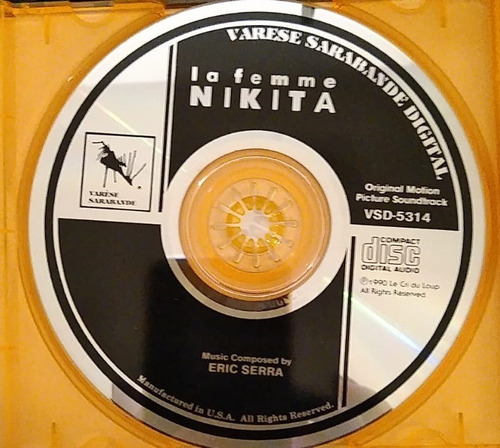 VARESE SARABANDE DIGITAL
la femme
NIKITA
VARÈSE
SARABANDE
Original Motion
Picture Soundtrack
VSD-5314
COMPACT
disc
DIGITAL AUDIO
℗1990 Le Cri du Loup
All Rights Reserved
Music Composed by
ERIC SERRA
Manufactured in U.S.A. All Rights Reserved.